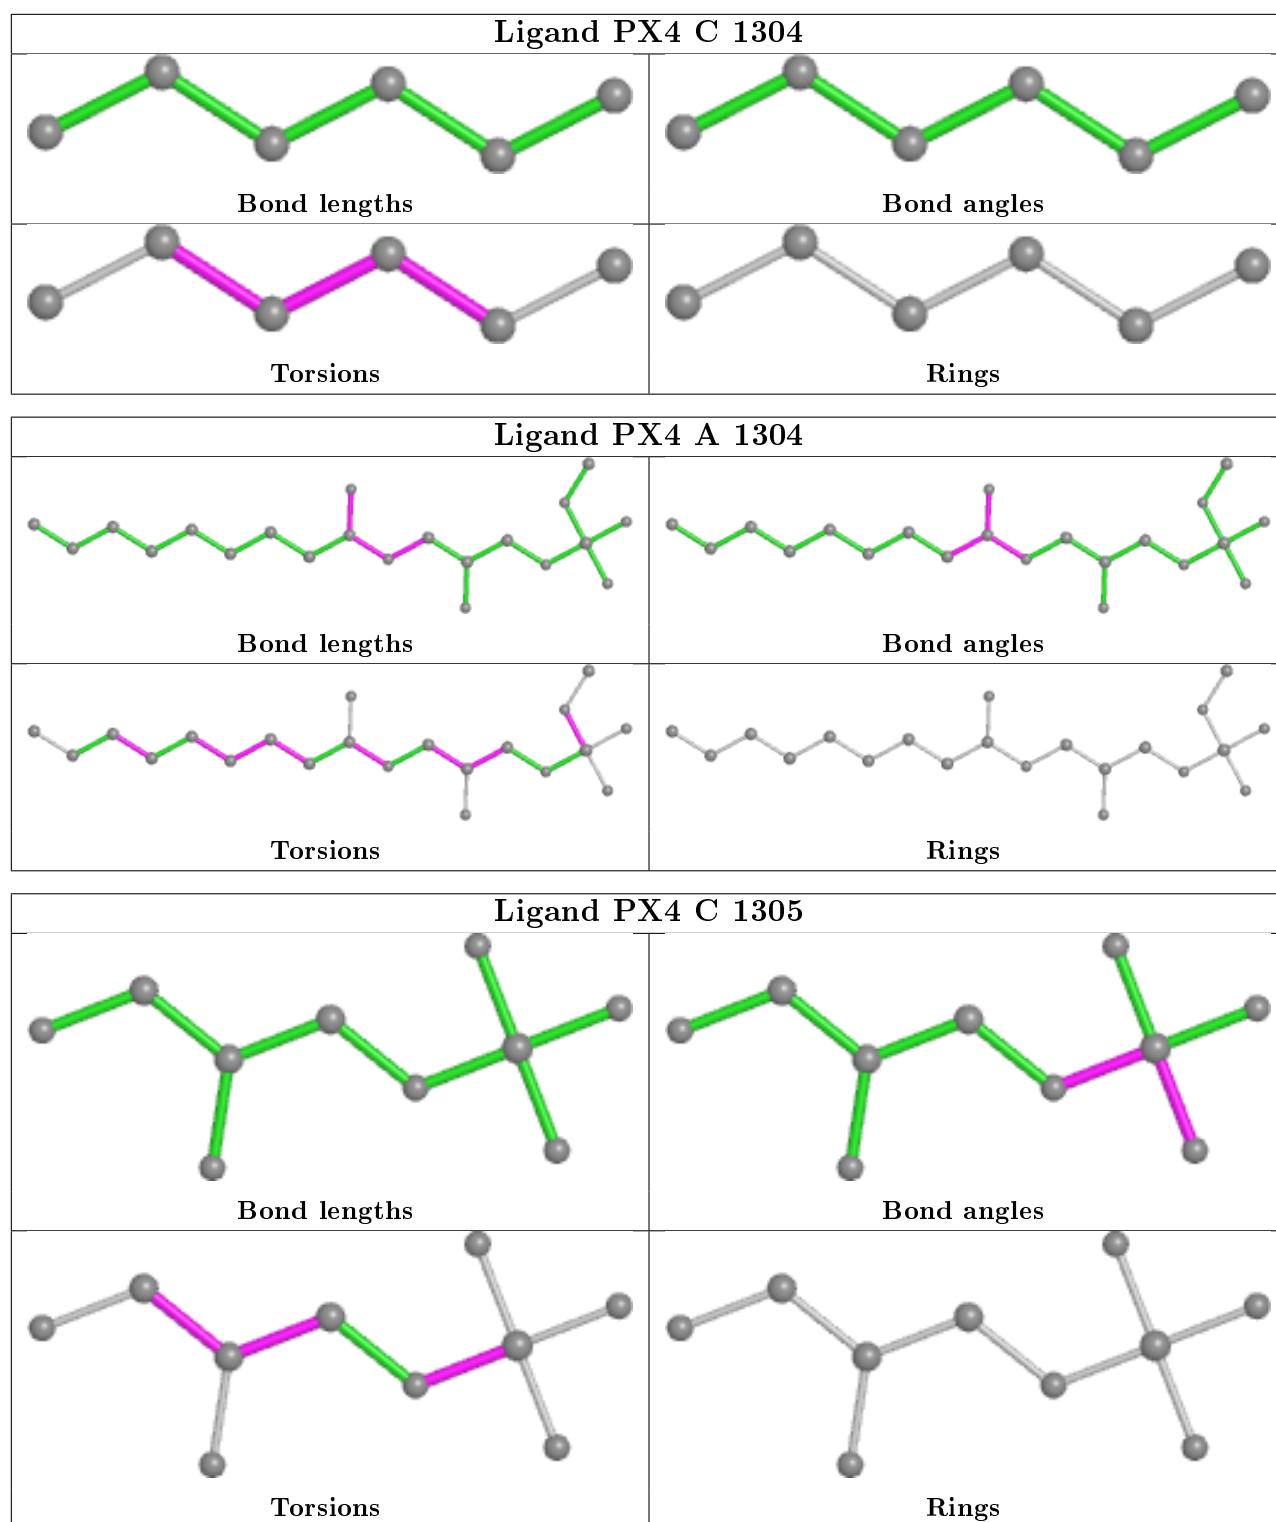 Ligand PX4 C 1304
Bond lengths
Bond angles
Torsions
Rings
Ligand PX4 A 1304
Bond lengths
Bond angles
Torsions
Rings
Ligand PX4 C 1305
Bond lengths
Bond angles
Torsions
Rings